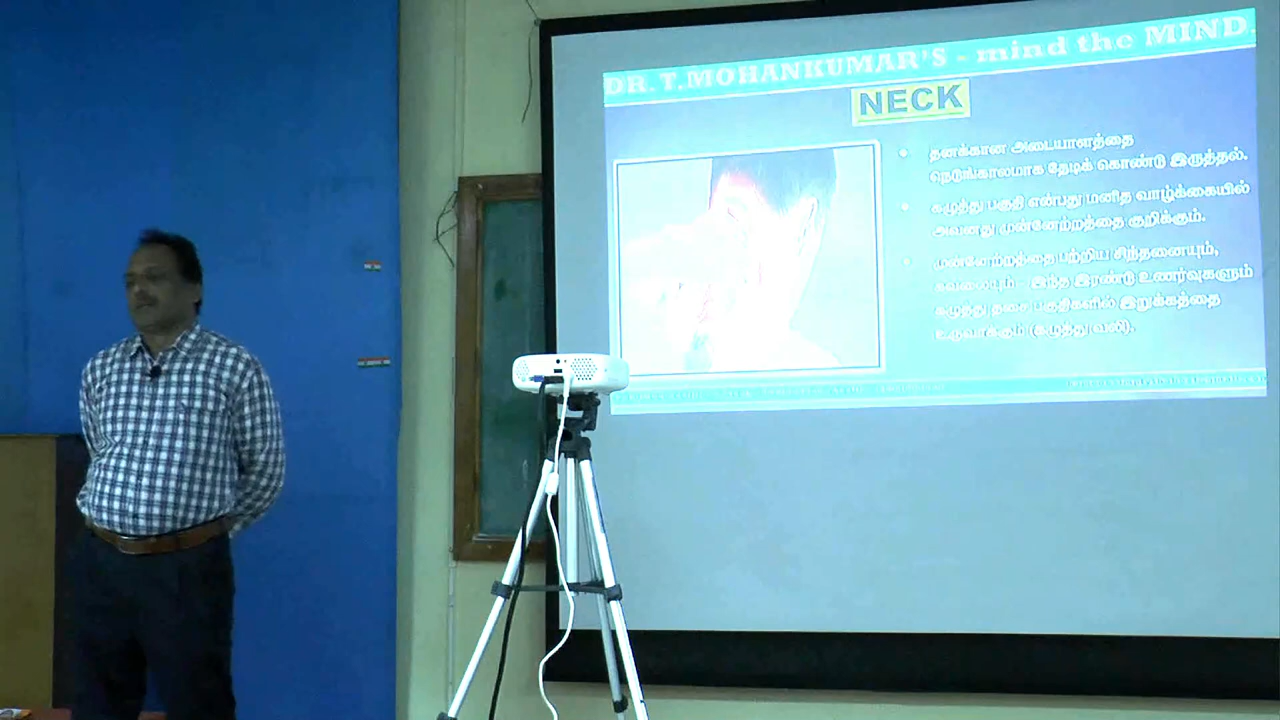 DR. T.MOHANKUMAR'S - mind the MIND
NECK
தனக்கான அடையாளத்தை
நெடுங்காலமாக தேடிக் கொண்டு இருத்தல்.
கழுத்து பகுதி என்பது மனித வாழ்க்கையில்
அவனது முன்னேற்றத்தை குறிக்கும்.
முன்னேற்றத்தை பற்றிய சிந்தனையும்,
கவலையும் இந்த இரண்டு உணர்வுகளும்
கழுத்து தசை பகுதிகளில் இறுக்கத்தை
உருவாக்கும் (கழுத்து வலி).